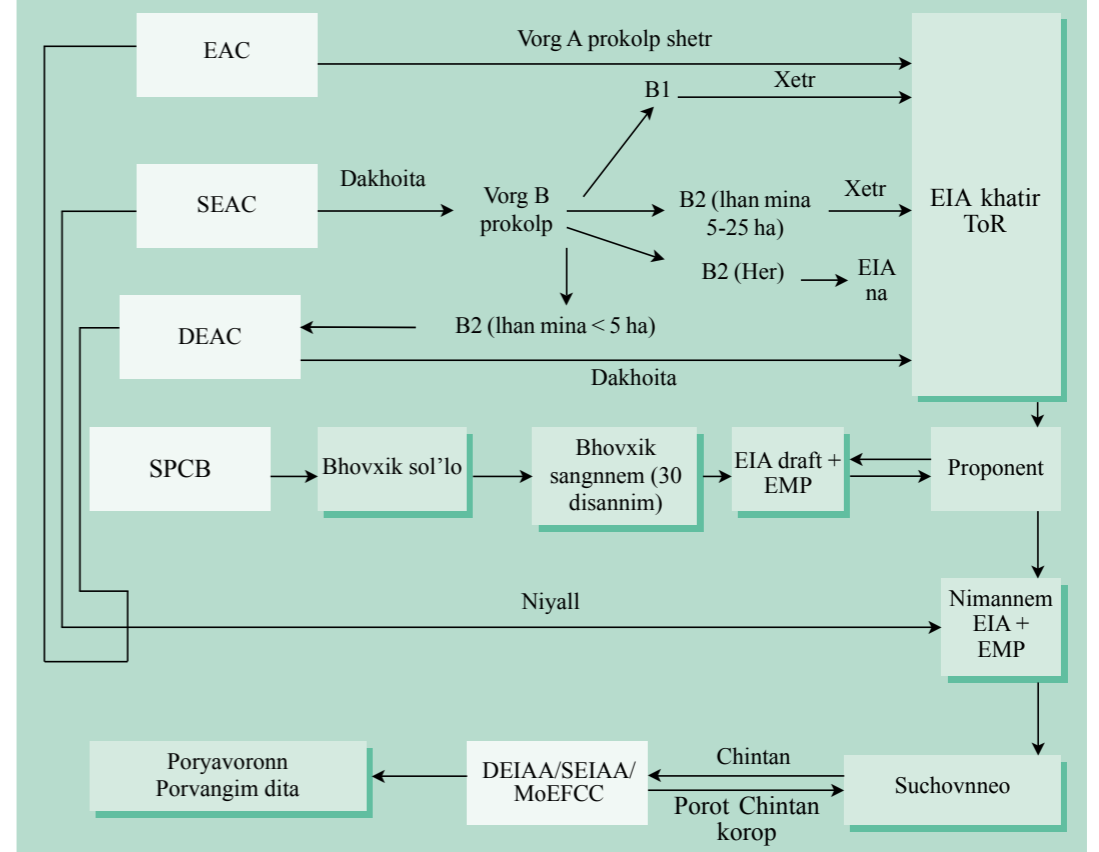 EAC
Vorg A prokolp shetr
B1
Xetr
SEAC
Dakhoita
Vorg B
prokolp
B2 (lhan mina
5-25 ha)
Xetr
EIA khatir
ToR
B2 (Her)
EIA
na
DEAC
B2 (lhan mina < 5 ha)
Dakhoita
SPCB
Bhovxik sol’lo
Bhovxik
sangnnem (30
disannim)
EIA draft +
EMP
Proponent
Niyall
Nimannem
EIA +
EMP
Poryavoronn
Porvangim dita
DEIAA/SEIAA/
MoEFCC
Chintan
Porot Chintan
korop
Suchovnneo